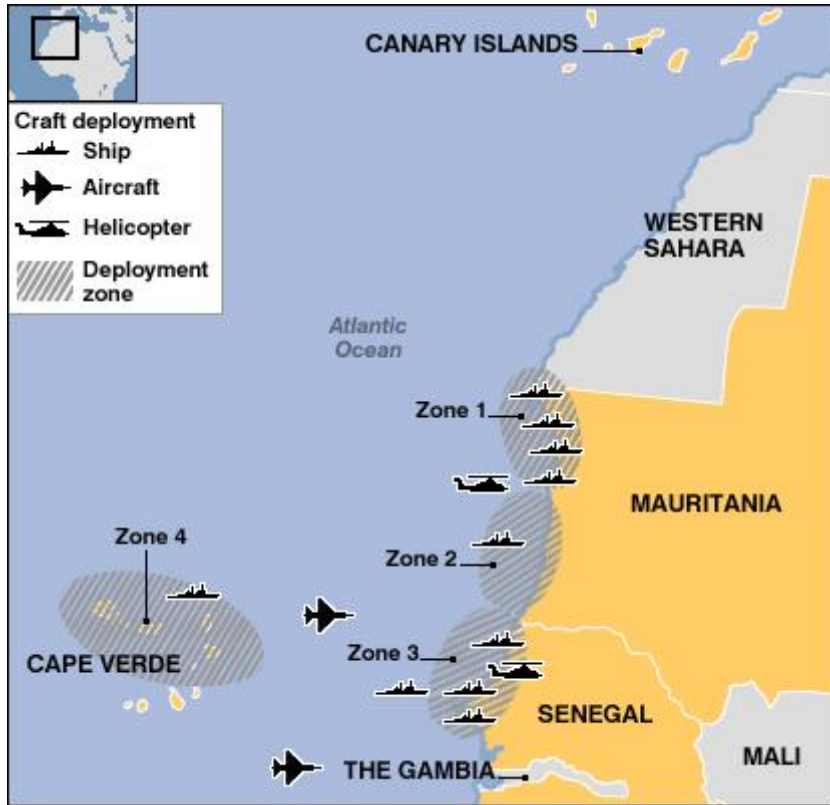 CANARY ISLANDS
Craft deployment
Ship
Aircraft
Helicopter
Deployment
zone
WESTERN
SAHARA
Atlantic
Ocean
Zone 1
MAURITANIA
Zone 4
Zone 2
Zone 3
CAPE VERDE
SENEGAL
MALI
THE GAMBIA